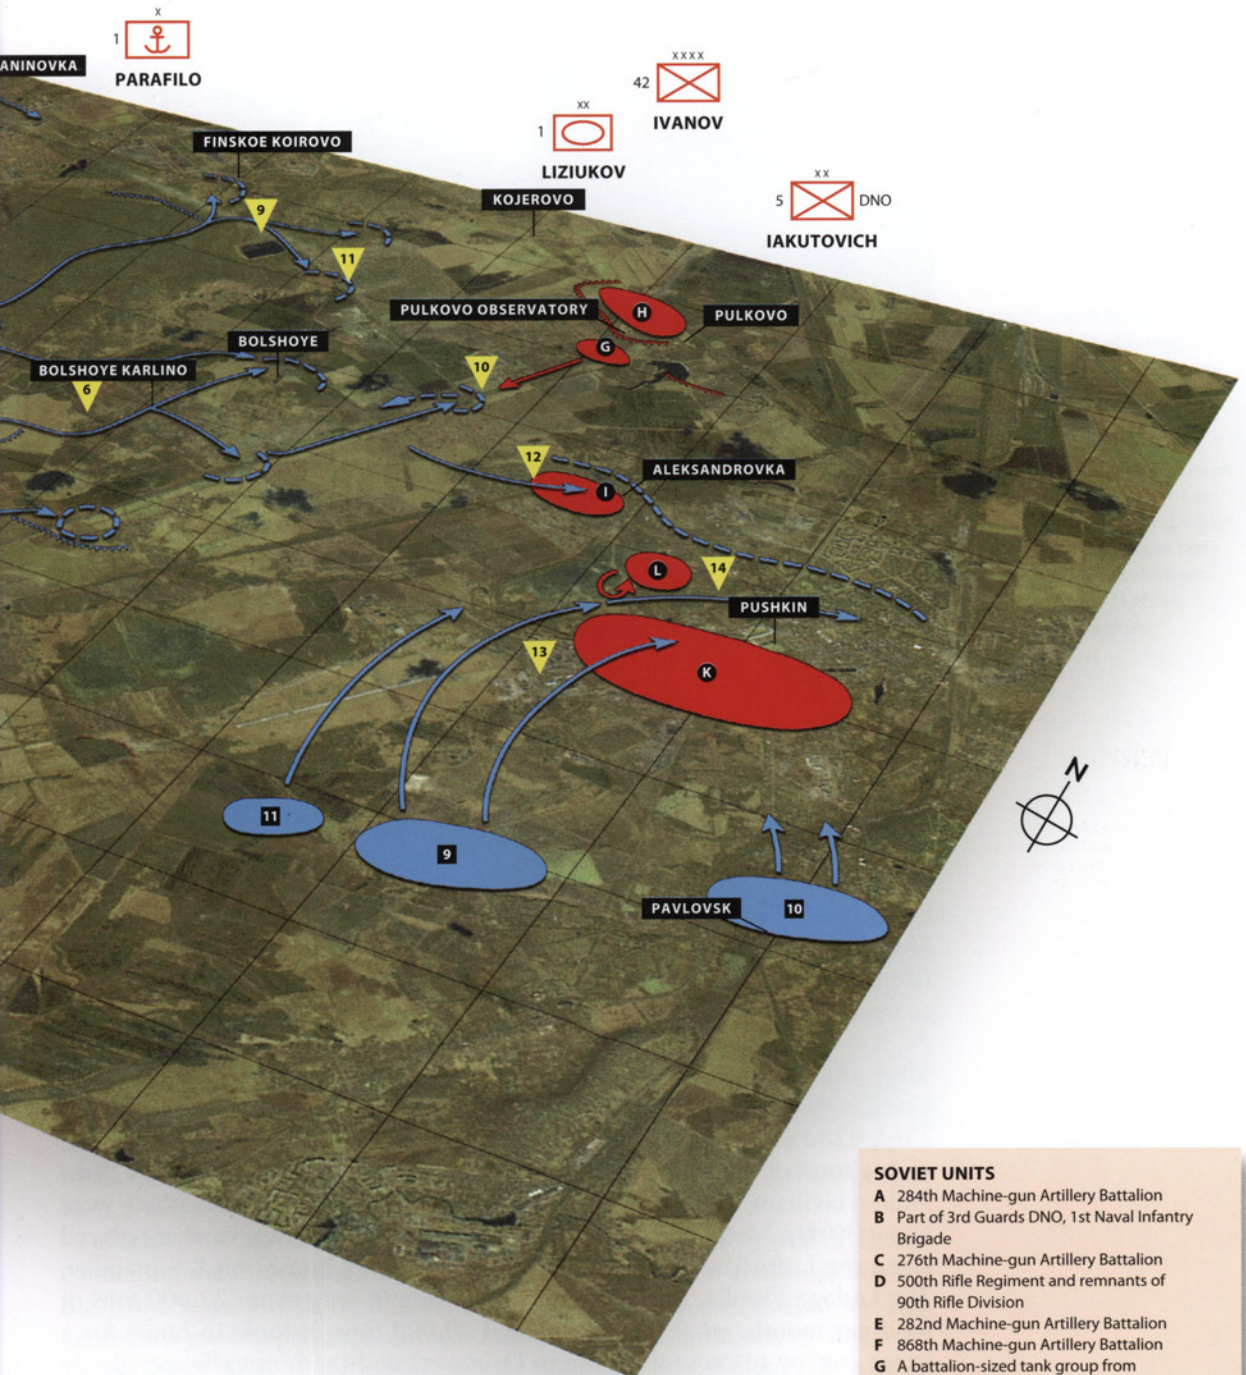 X
1
PARAFILO
ANINOVKA
XXXX
42
IVANOV
XX
1
LIZIUKOV
XX
5 DNO
IAKUTOVICH
FINSKOE KOIROVO
KOJEROVO
9
11
PULKOVO OBSERVATORY
H
PULKOVO
G
BOLSHOYE
BOLSHOYE KARLINO
6
10
12
ALEKSANDROVKA
I
L
14
PUSHKIN
13
K
N
11
9
PAVLOVSK
10
SOVIET UNITS
A 284th Machine-gun Artillery Battalion
B Part of 3rd Guards DNO, 1st Naval Infantry
Brigade
C 276th Machine-gun Artillery Battalion
D 500th Rifle Regiment and remnants of
90th Rifle Division
E 282nd Machine-gun Artillery Battalion
F 868th Machine-gun Artillery Battalion
G A battalion-sized tank group from